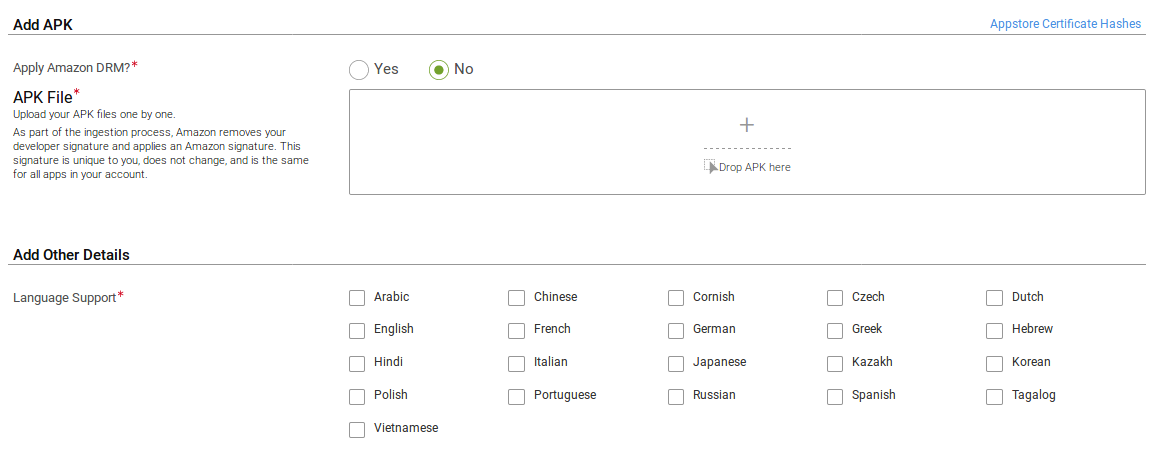 Add APK
Appstore Certificate Hashes
Apply Amazon DRM?*
Yes
No
APK File*
Upload your APK files one by one.
As part of the ingestion process, Amazon removes your
developer signature and applies an Amazon signature. This
signature is unique to you, does not change, and is the same
for all apps in your account.
+
Drop APK here
Add Other Details
Language Support*
Arabic
Chinese
Cornish
Czech
Dutch
English
French
German
Greek
Hebrew
Hindi
Italian
Japanese
Kazakh
Korean
Polish
Portuguese
Russian
Spanish
Tagalog
Vietnamese